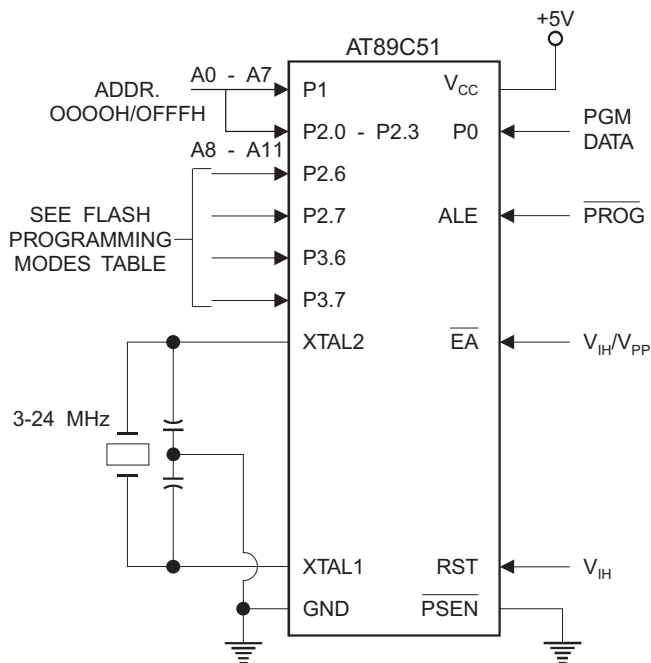 +5V
AT89C51
A0 - A7
ADDR.
OOOOH/OFFFH
P1
VCC
P2.0 - P2.3
P0
PGM
DATA
A8 - A11
P2.6
SEE FLASH
PROGRAMMING
MODES TABLE
P2.7
ALE
PROG
P3.6
P3.7
XTAL2
EA
VIH/VPP
3-24 MHz
XTAL1
RST
VIH
GND
PSEN